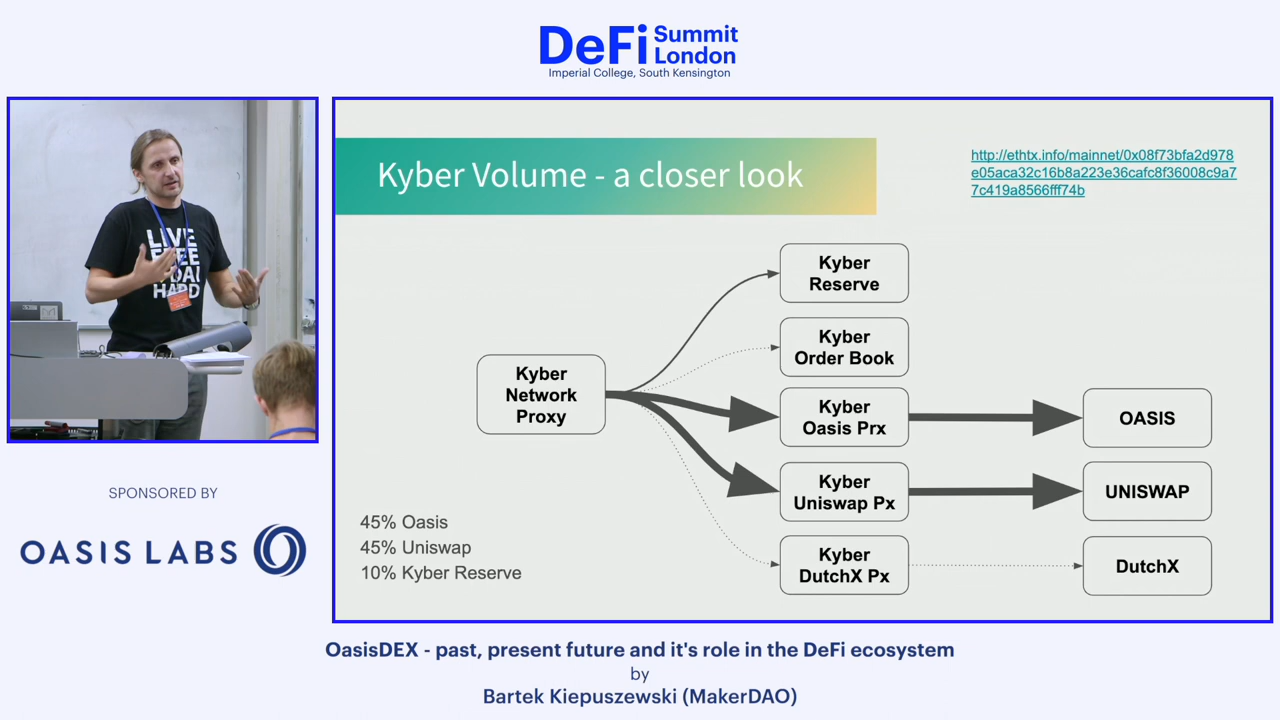 DeFi Summit
London
Imperial College, South Kensington
LIVE
FREE
DAI
HARD
Kyber Volume - a closer look
http://ethtx.info/mainnet/0x08f73bfa2d978
e05aca32c16b8a223e36cafc8f36008c9a7
7c419a8566fff74b
Kyber
Network
Proxy
Kyber
Reserve
Kyber
Order Book
Kyber
Oasis Prx
OASIS
Kyber
Uniswap Px
UNISWAP
Kyber
DutchX Px
DutchX
45% Oasis
45% Uniswap
10% Kyber Reserve
SPONSORED BY
OASIS LABS
OasisDEX - past, present future and it's role in the DeFi ecosystem
by
Bartek Kiepuszewski (MakerDAO)